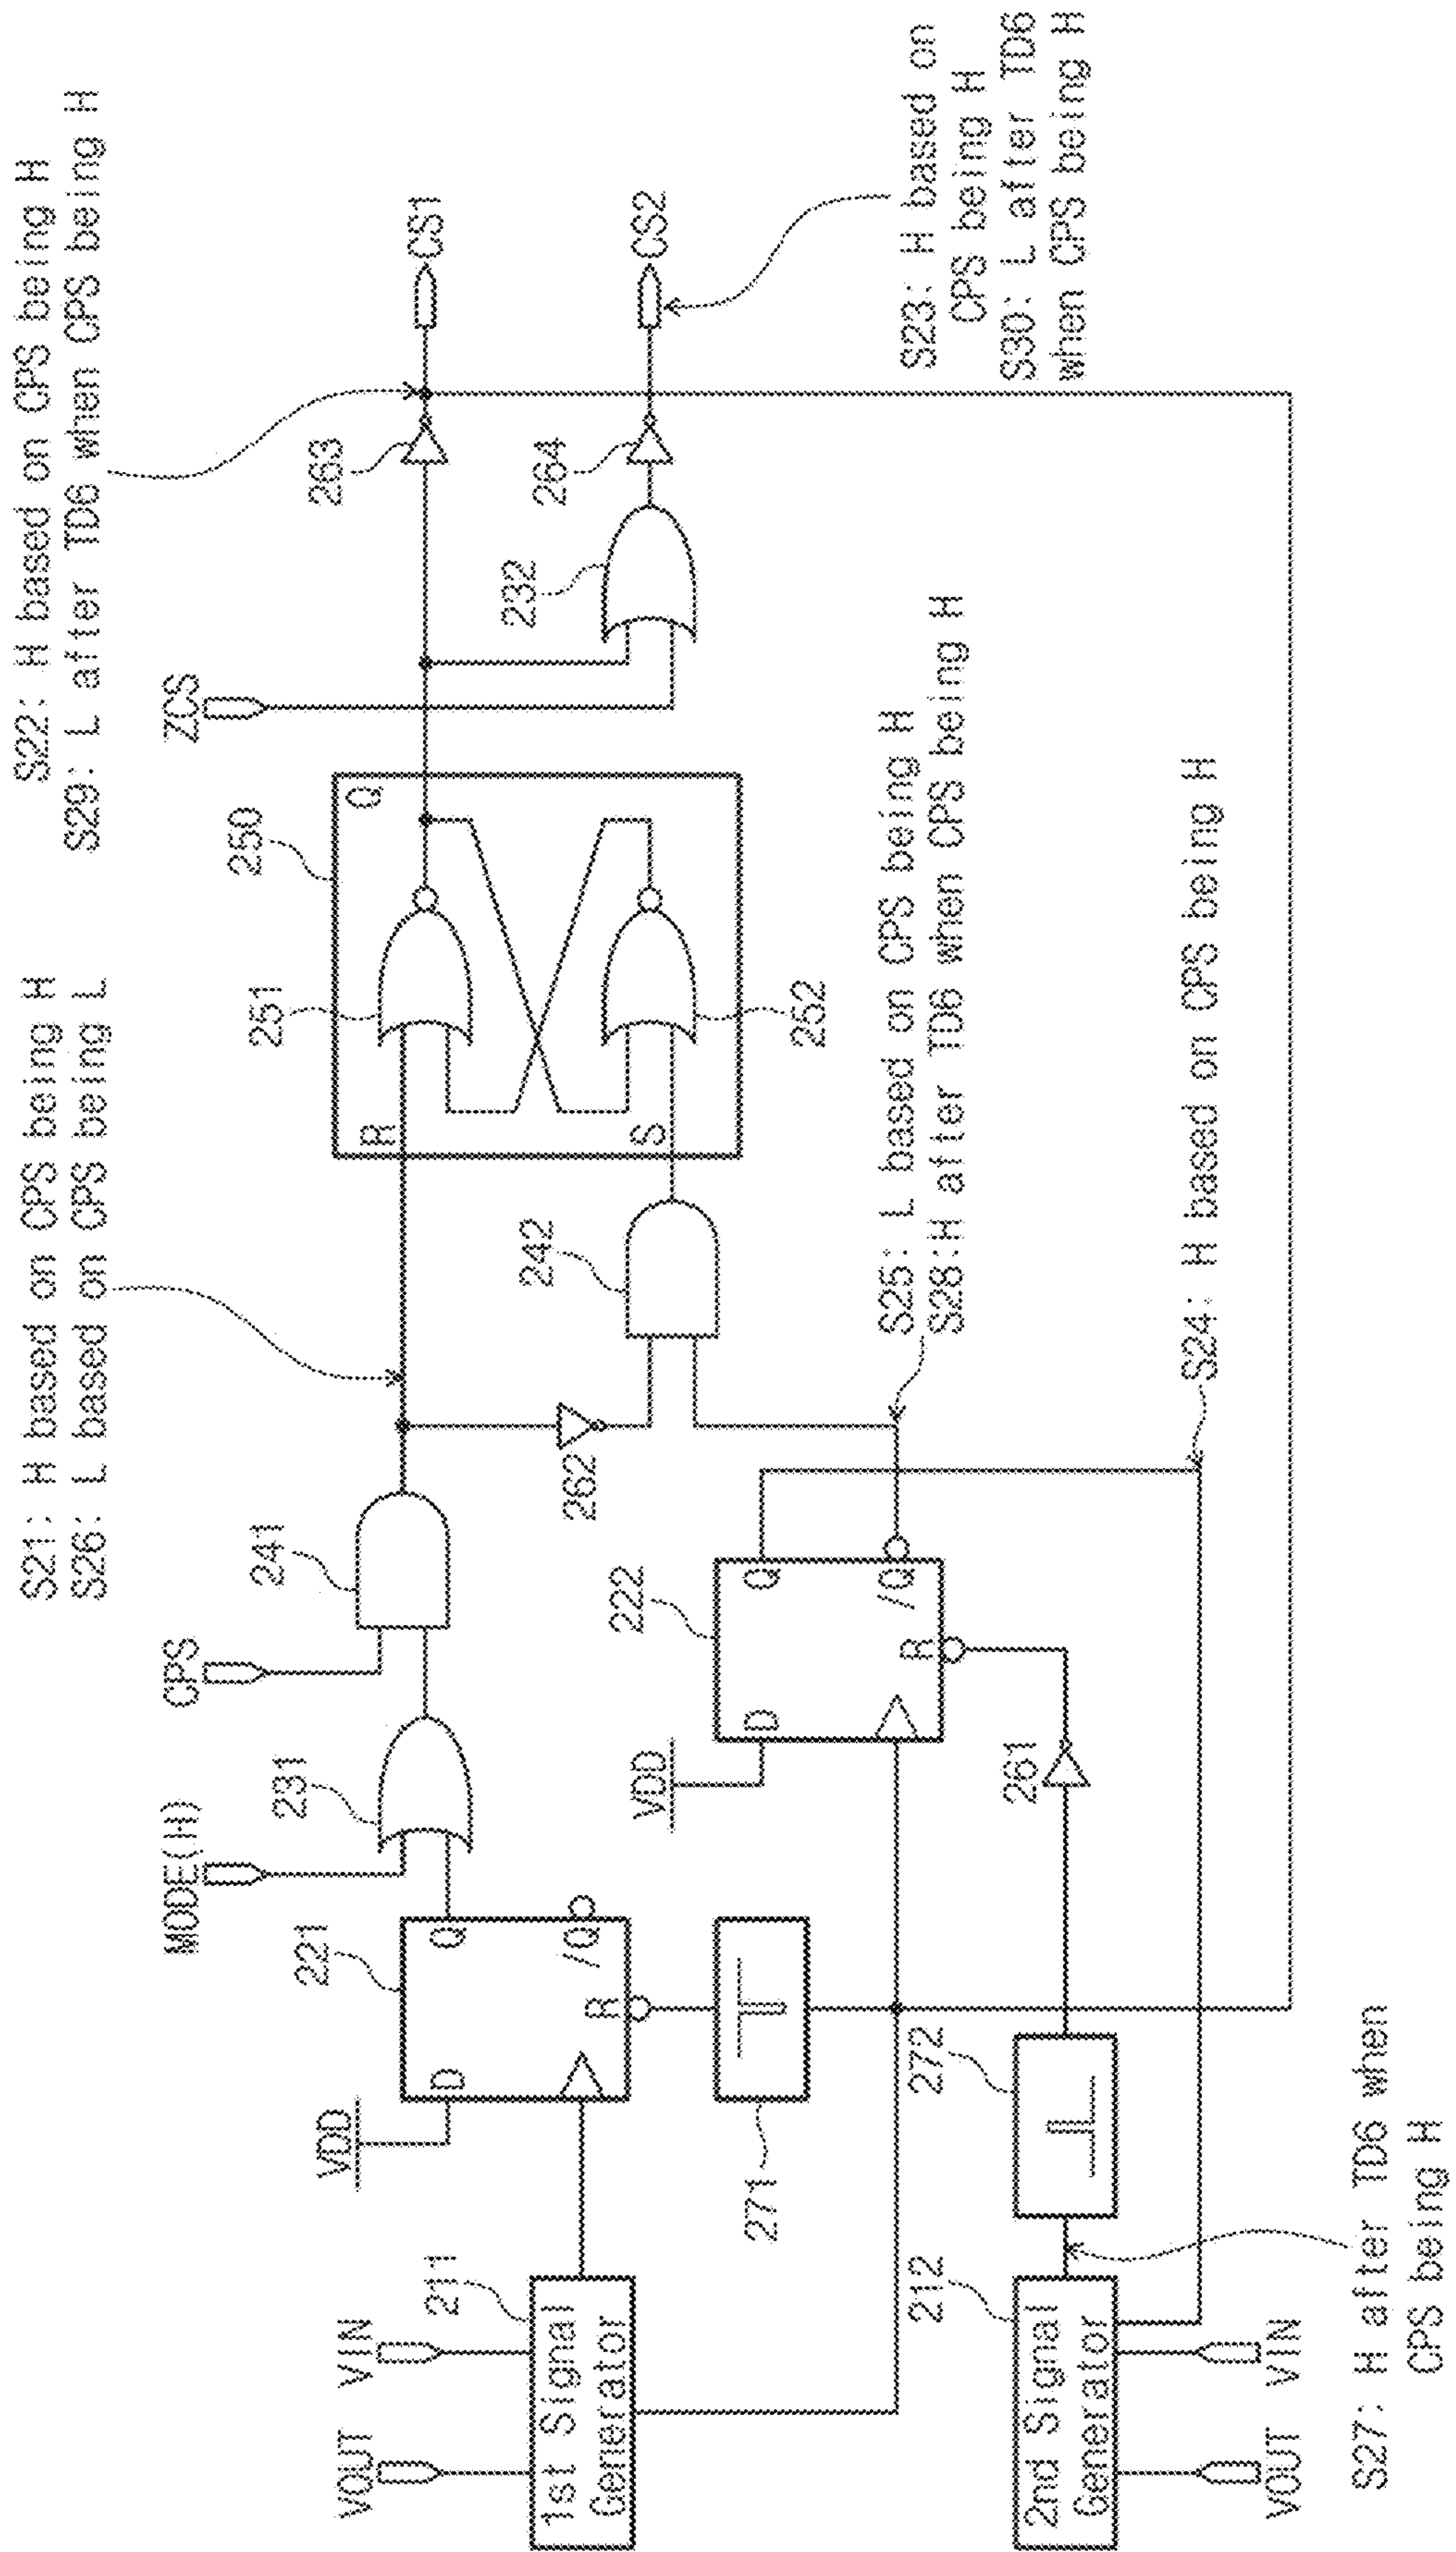 S21: H based on CPS being H
S26: L based on CPS being L
S22: H based on CPS being H
S29: L after TD6 when CPS being H
MODE(H)
CPS
ZCS
VOUT
VIN
211
1st Signal
Generator
VDD
221
D
Q
/Q
R
231
241
262
242
250
R
S
Q
251
252
263
CS1
232
264
CS2
S23: H based on
CPS being H
S30: L after TD6
when CPS being H
271
VDD
222
D
Q
/Q
R
261
272
212
2nd Signal
Generator
VOUT
VIN
S25: L based on CPS being H
S28:H after TD6 when CPS being H
S24: H based on CPS being H
S27: H after TD6 when
CPS being H